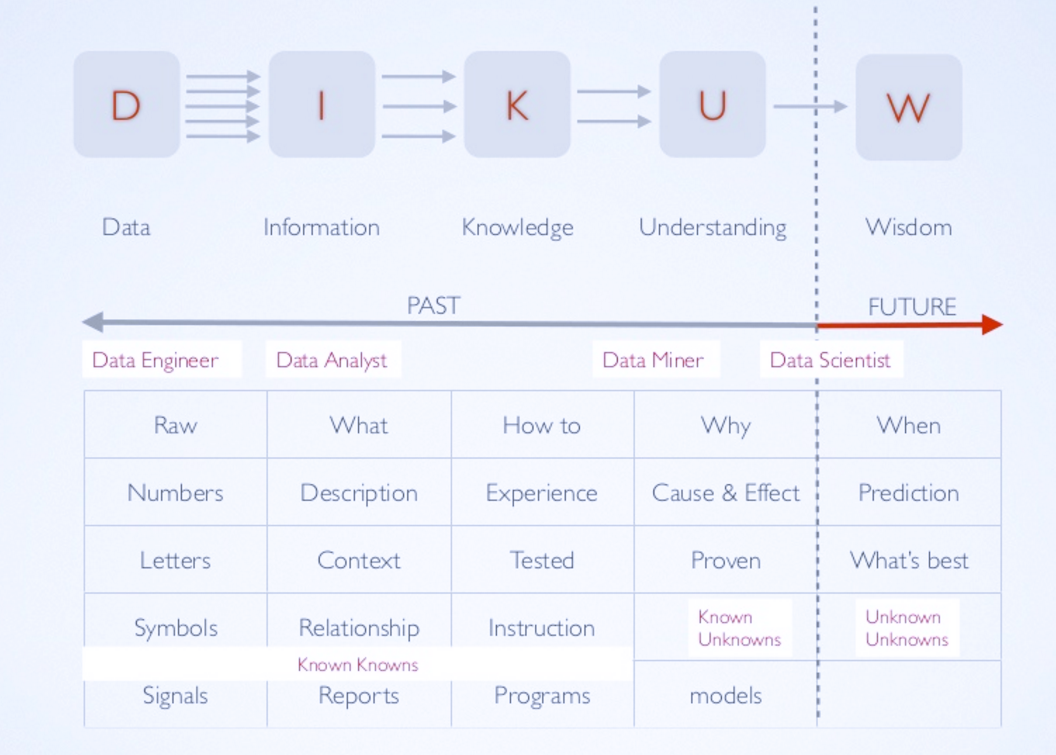 D
I
K
U
W
Data
Information
Knowledge
Understanding
Wisdom
PAST
FUTURE
Data Engineer
Data Analyst
Data Miner
Data Scientist
Raw
What
How to
Why
When
Numbers
Description
Experience
Cause & Effect
Prediction
Letters
Context
Tested
Proven
What's best
Symbols
Relationship
Instruction
Known
Unknowns
Unknown
Unknowns
Known Knowns
Signals
Reports
Programs
models